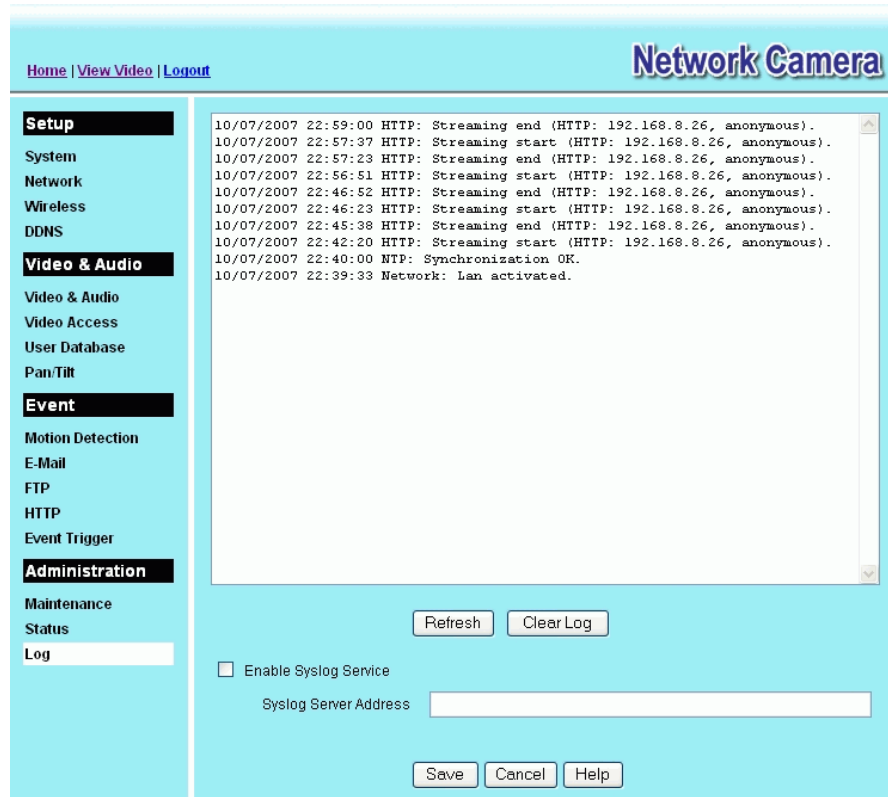 Home | View Video | Logout
Network Camera
Setup
System
Network
Wireless
DDNS
Video & Audio
Video & Audio
Video Access
User Database
Pan/Tilt
Event
Motion Detection
E-Mail
FTP
HTTP
Event Trigger
Administration
Maintenance
Status
Log
10/07/2007 22:59:00 HTTP: Streaming end (HTTP: 192.168.8.26, anonymous).
10/07/2007 22:57:37 HTTP: Streaming start (HTTP: 192.168.8.26, anonymous).
10/07/2007 22:57:23 HTTP: Streaming end (HTTP: 192.168.8.26, anonymous).
10/07/2007 22:56:51 HTTP: Streaming start (HTTP: 192.168.8.26, anonymous).
10/07/2007 22:46:52 HTTP: Streaming end (HTTP: 192.168.8.26, anonymous).
10/07/2007 22:46:23 HTTP: Streaming start (HTTP: 192.168.8.26, anonymous).
10/07/2007 22:45:38 HTTP: Streaming end (HTTP: 192.168.8.26, anonymous).
10/07/2007 22:42:20 HTTP: Streaming start (HTTP: 192.168.8.26, anonymous).
10/07/2007 22:40:00 NTP: Synchronization OK.
10/07/2007 22:39:33 Network: Lan activated.
Refresh Clear Log
Enable Syslog Service
Syslog Server Address
Save Cancel Help